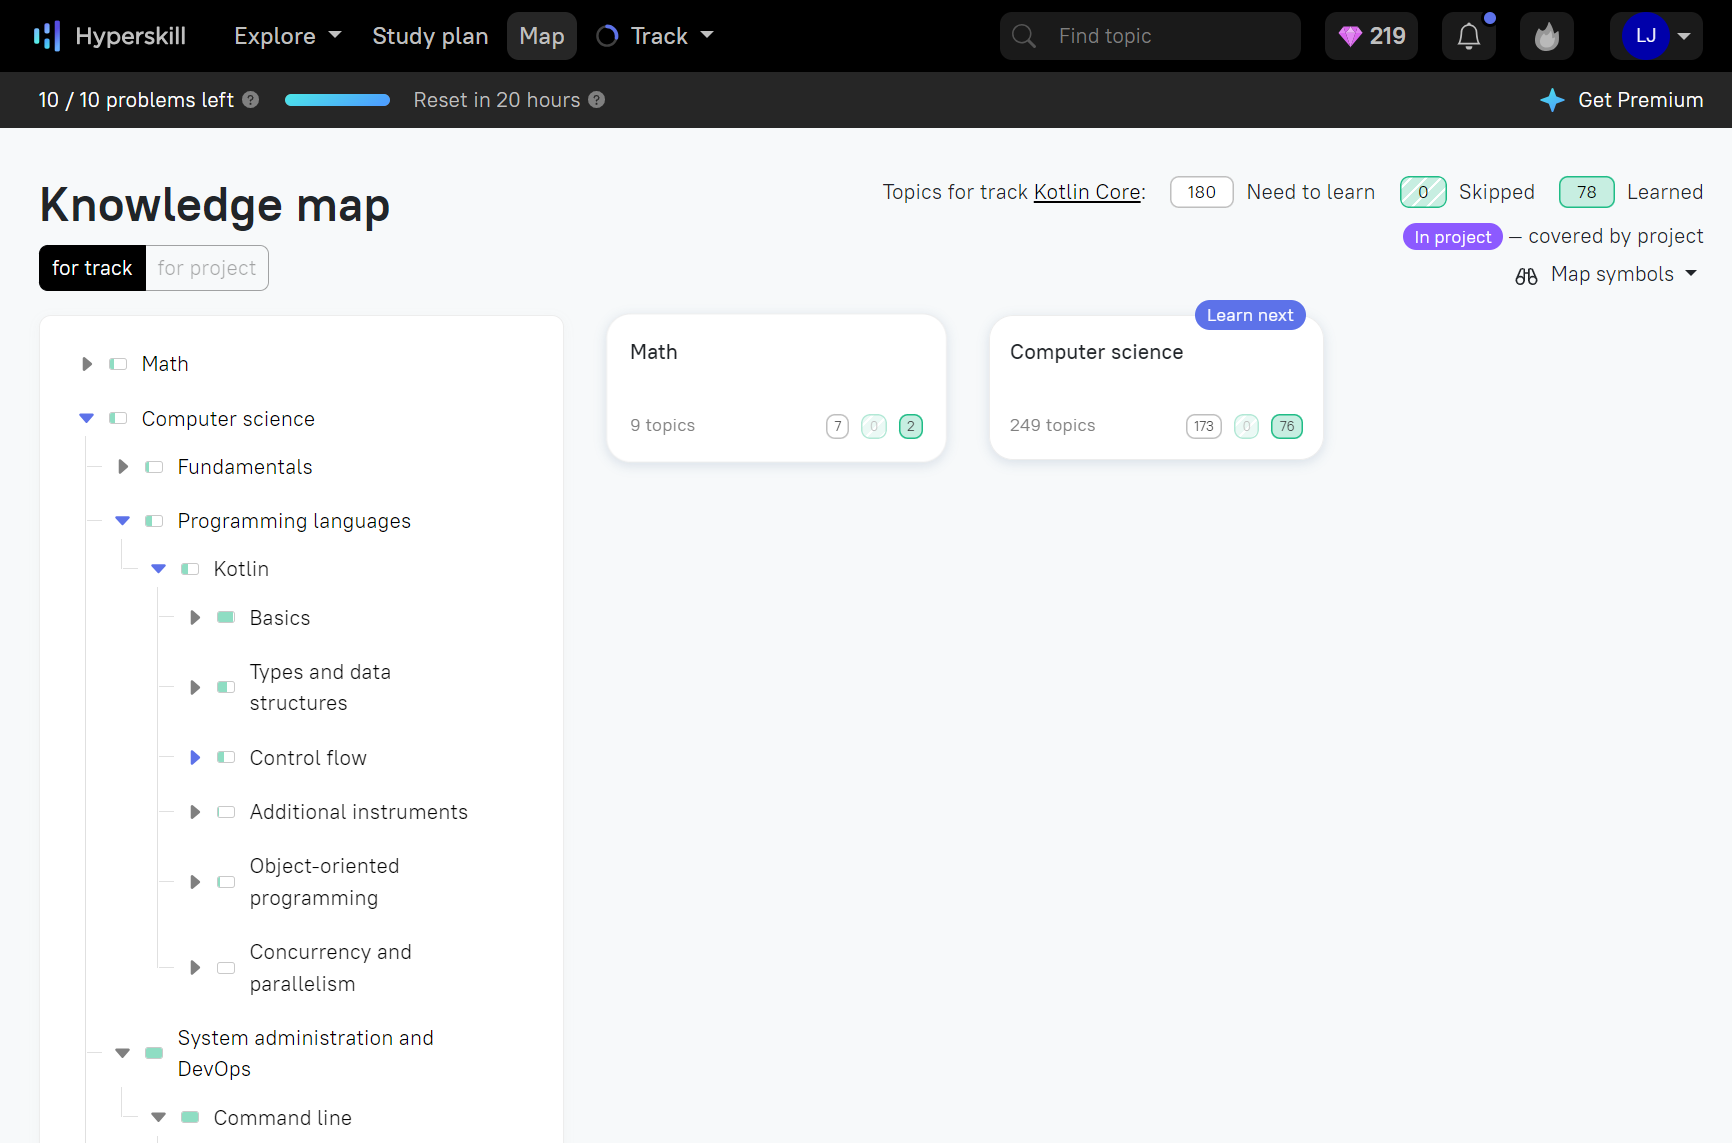 Hyperskill Explore Study plan Map Track Find topic 219 LJ
10 / 10 problems left ? Reset in 20 hours ? Get Premium
Knowledge map
Topics for track Kotlin Core: 180 Need to learn 0 Skipped 78 Learned
In project — covered by project
Map symbols
for track for project
Math
Computer science
Fundamentals
Programming languages
Kotlin
Basics
Types and data
structures
Control flow
Additional instruments
Object-oriented
programming
Concurrency and
parallelism
System administration and
DevOps
Command line
Math
9 topics 7 0 2
Learn next
Computer science
249 topics 173 0 76